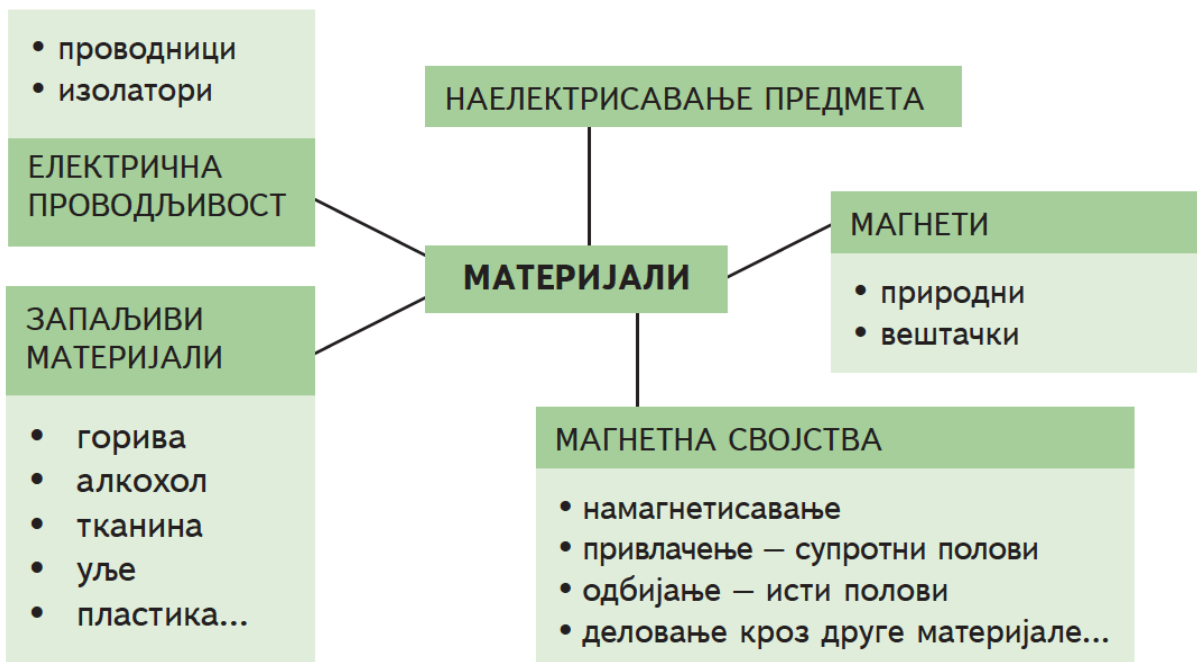 • проводници
• изолатори
ЕЛЕКТРИЧНА
ПРОВОДЉИВОСТ
НАЕЛЕКТРИСАВАЊЕ ПРЕДМЕТА
МАТЕРИЈАЛИ
МАГНЕТИ
• природни
• вештачки
ЗАПАЉИВИ
МАТЕРИЈАЛИ
• горива
• алкохол
• тканина
• уље
• пластика...
МАГНЕТНА СВОЈСТВА
• намагнетисавање
• привлачење – супротни полови
• одбијање – исти полови
• деловање кроз друге материјале...